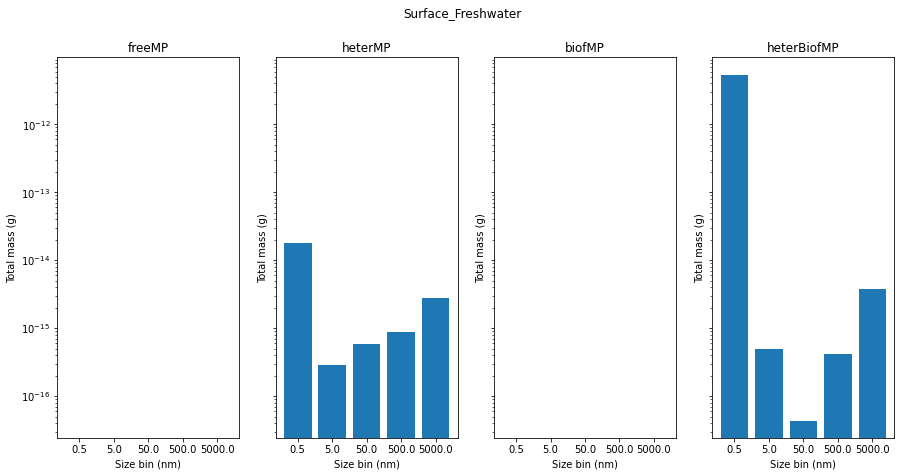 Surface_Freshwater
freeMP
heterMP
biofMP
heterBiofMP
Total mass (g)
10⁻¹²
10⁻¹³
10⁻¹⁴
10⁻¹⁵
10⁻¹⁶
0.5 5.0 50.0 500.0 5000.0
Size bin (nm)
Total mass (g)
0.5 5.0 50.0 500.0 5000.0
Size bin (nm)
Total mass (g)
0.5 5.0 50.0 500.0 5000.0
Size bin (nm)
Total mass (g)
0.5 5.0 50.0 500.0 5000.0
Size bin (nm)